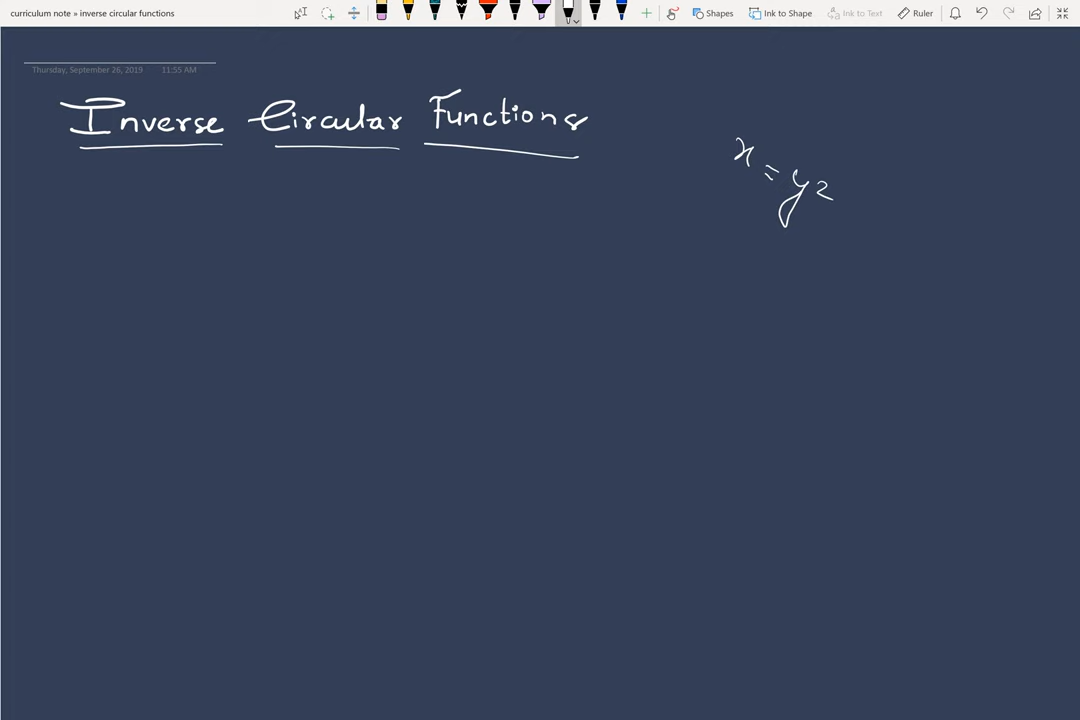 curriculum note » inverse circular functions
Shapes
Ink to Shape
Ink to Text
Ruler
Thursday, September 26, 2019 11:55 AM
Inverse Circular Functions
x = y2